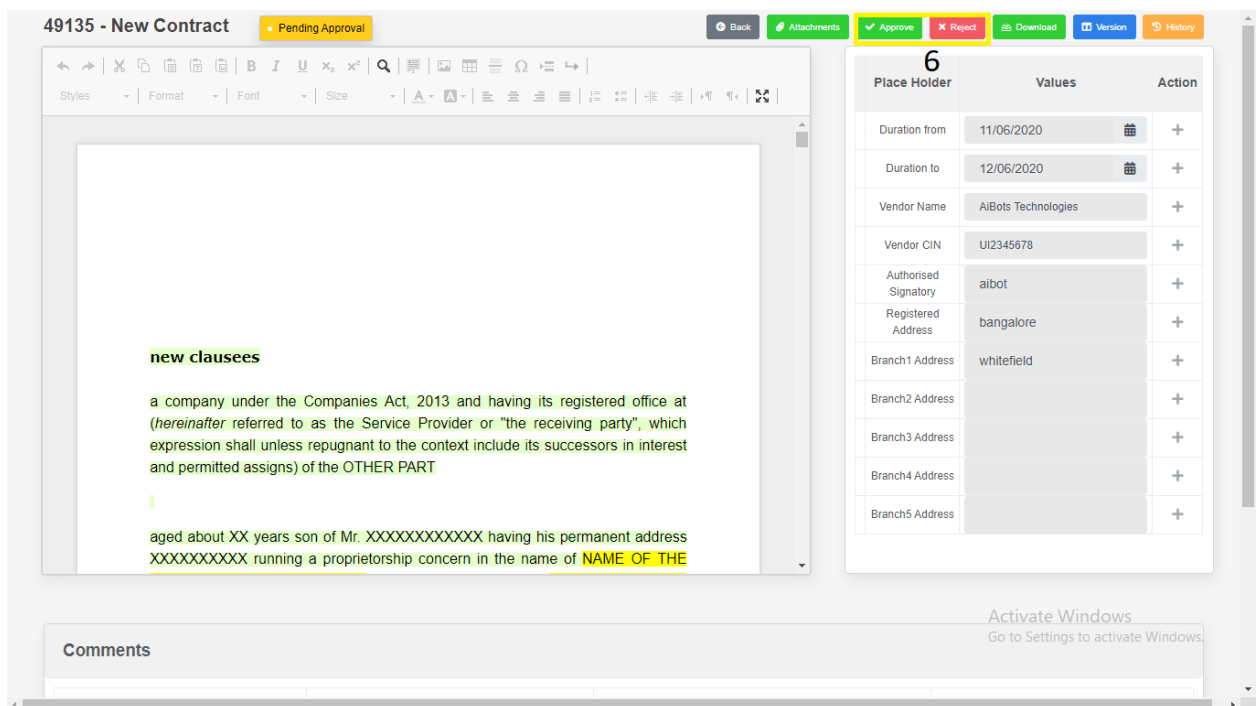 49135 - New Contract
Pending Approval
Back
Attachments
Approve
Reject
Download
Version
History
6
Styles
Format
Font
Size
new clausees
a company under the Companies Act, 2013 and having its registered office at
(hereinafter referred to as the Service Provider or "the receiving party", which
expression shall unless repugnant to the context include its successors in interest
and permitted assigns) of the OTHER PART
aged about XX years son of Mr. XXXXXXXXXXXX having his permanent address
XXXXXXXXXX running a proprietorship concern in the name of NAME OF THE
Place Holder Values Action
Duration from 11/06/2020
Duration to 12/06/2020
Vendor Name AiBots Technologies
Vendor CIN UI2345678
Authorised
Signatory aibot
Registered
Address bangalore
Branch1 Address whitefield
Branch2 Address
Branch3 Address
Branch4 Address
Branch5 Address
Activate Windows
Go to Settings to activate Windows.
Comments